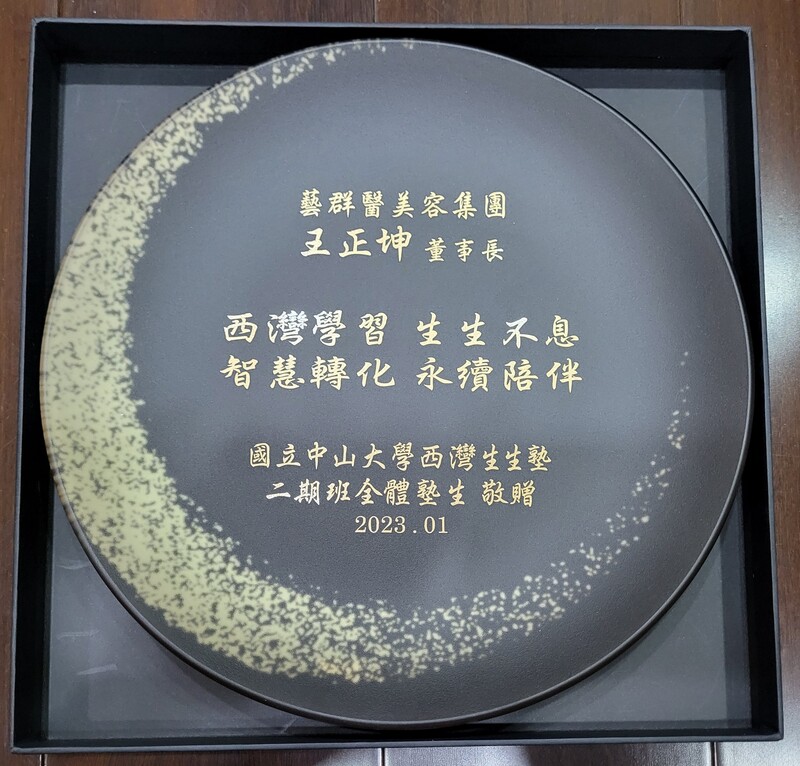 藝群醫美容集團
王正坤 董事長
西灣學習 生生不息
智慧轉化 永續陪伴
國立中山大學西灣生生塾
二期班全體塾生 敬贈
2023.01